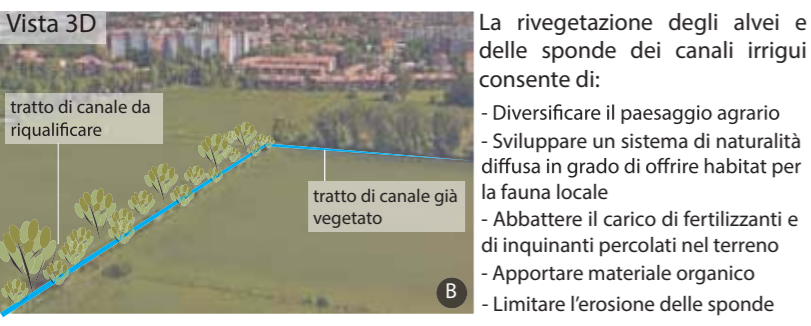 Vista 3D
tratto di canale da
riqualificare
tratto di canale già
vegetato
B
La rivegetazione degli alvei e
delle sponde dei canali irrigui
consente di:
- Diversificare il paesaggio agrario
- Sviluppare un sistema di naturalità
diffusa in grado di offrire habitat per
la fauna locale
- Abbattere il carico di fertilizzanti e
di inquinanti percolati nel terreno
- Apportare materiale organico
- Limitare l'erosione delle sponde